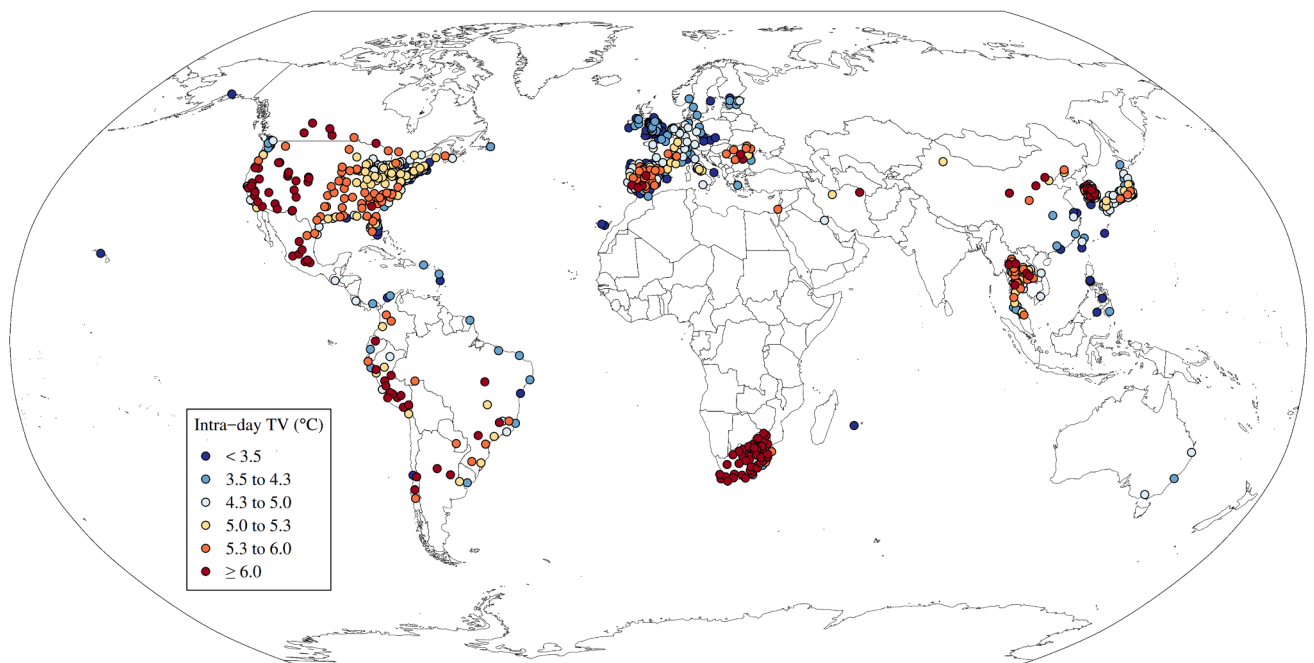 Intra−day TV (°C)
< 3.5
3.5 to 4.3
4.3 to 5.0
5.0 to 5.3
5.3 to 6.0
≥ 6.0